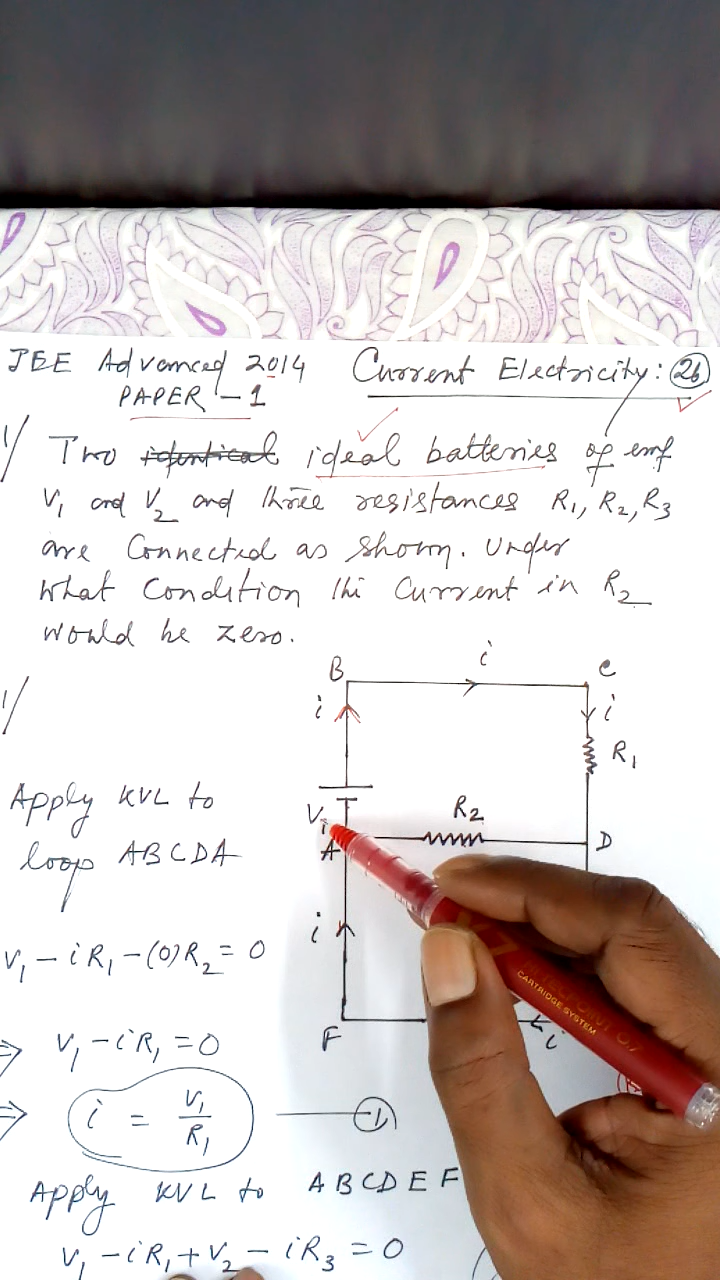 JEE Advanced 2014 Current Electricity: 26
PAPER - 1
Two identical ideal batteries of emf
V₁ and V₂ and three resistances R₁, R₂, R₃
are Connected as shown. Under
what Condition the Current in R₂
would be zero.
B i C
i i
R₁
Apply KVL to
loop ABCDA
V₁ R₂
A D
i
V₁ - iR₁ - (0)R₂ = 0
CARTRIDGE SYSTEM
F i
⇒ V₁ - iR₁ = 0
⇒ i = V₁/R₁ — 1
Apply KVL to ABCDEF
V₁ - iR₁ + V₂ - iR₃ = 0